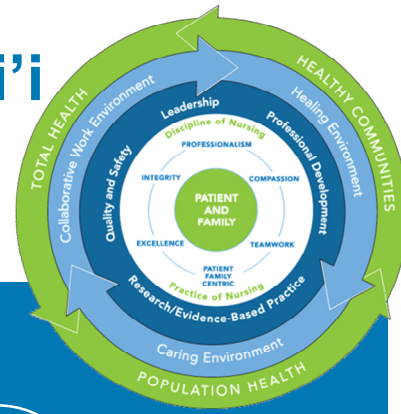 i'i
TOTAL HEALTH
HEALTHY COMMUNITIES
POPULATION HEALTH
Collaborative Work Environment
Healing Environment
Caring Environment
Leadership
Quality and Safety
Professional Development
Research/Evidence-Based Practice
Discipline of Nursing
PROFESSIONALISM
INTEGRITY
COMPASSION
PATIENT
AND
FAMILY
EXCELLENCE
TEAMWORK
PATIENT
FAMILY
CENTRIC
Practice of Nursing